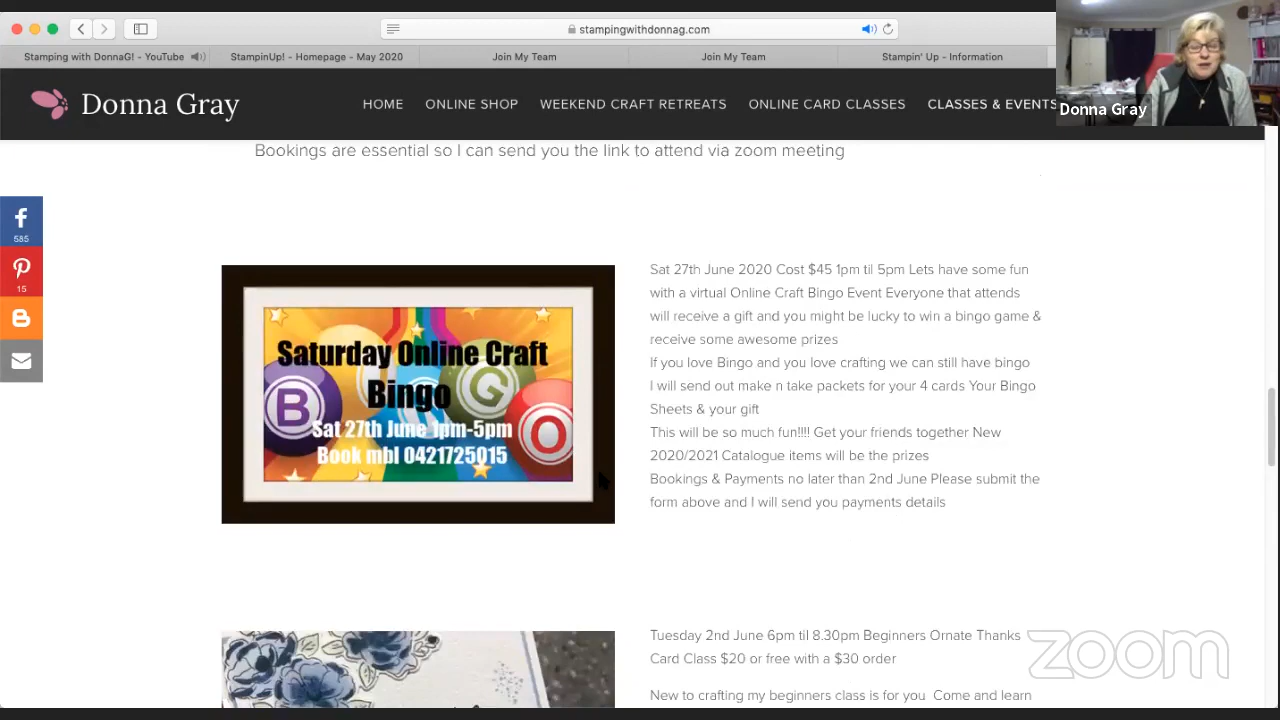 stampingwithdonnag.com
Stamping with DonnaG! - YouTube
StampinUp! - Homepage - May 2020
Join My Team
Join My Team
Stampin' Up - Information
Donna Gray
HOME
ONLINE SHOP
WEEKEND CRAFT RETREATS
ONLINE CARD CLASSES
CLASSES & EVENTS
Donna Gray
Bookings are essential so I can send you the link to attend via zoom meeting
585
15
Saturday Online Craft
Bingo
B
G
O
Sat 27th June 1pm-5pm
Book mbl 0421725015
Sat 27th June 2020 Cost $45 1pm til 5pm Lets have some fun
with a virtual Online Craft Bingo Event Everyone that attends
will receive a gift and you might be lucky to win a bingo game &
receive some awesome prizes
If you love Bingo and you love crafting we can still have bingo
I will send out make n take packets for your 4 cards Your Bingo
Sheets & your gift
This will be so much fun!!!! Get your friends together New
2020/2021 Catalogue items will be the prizes
Bookings & Payments no later than 2nd June Please submit the
form above and I will send you payments details
Tuesday 2nd June 6pm til 8.30pm Beginners Ornate Thanks
Card Class $20 or free with a $30 order
New to crafting my beginners class is for you Come and learn
zoom